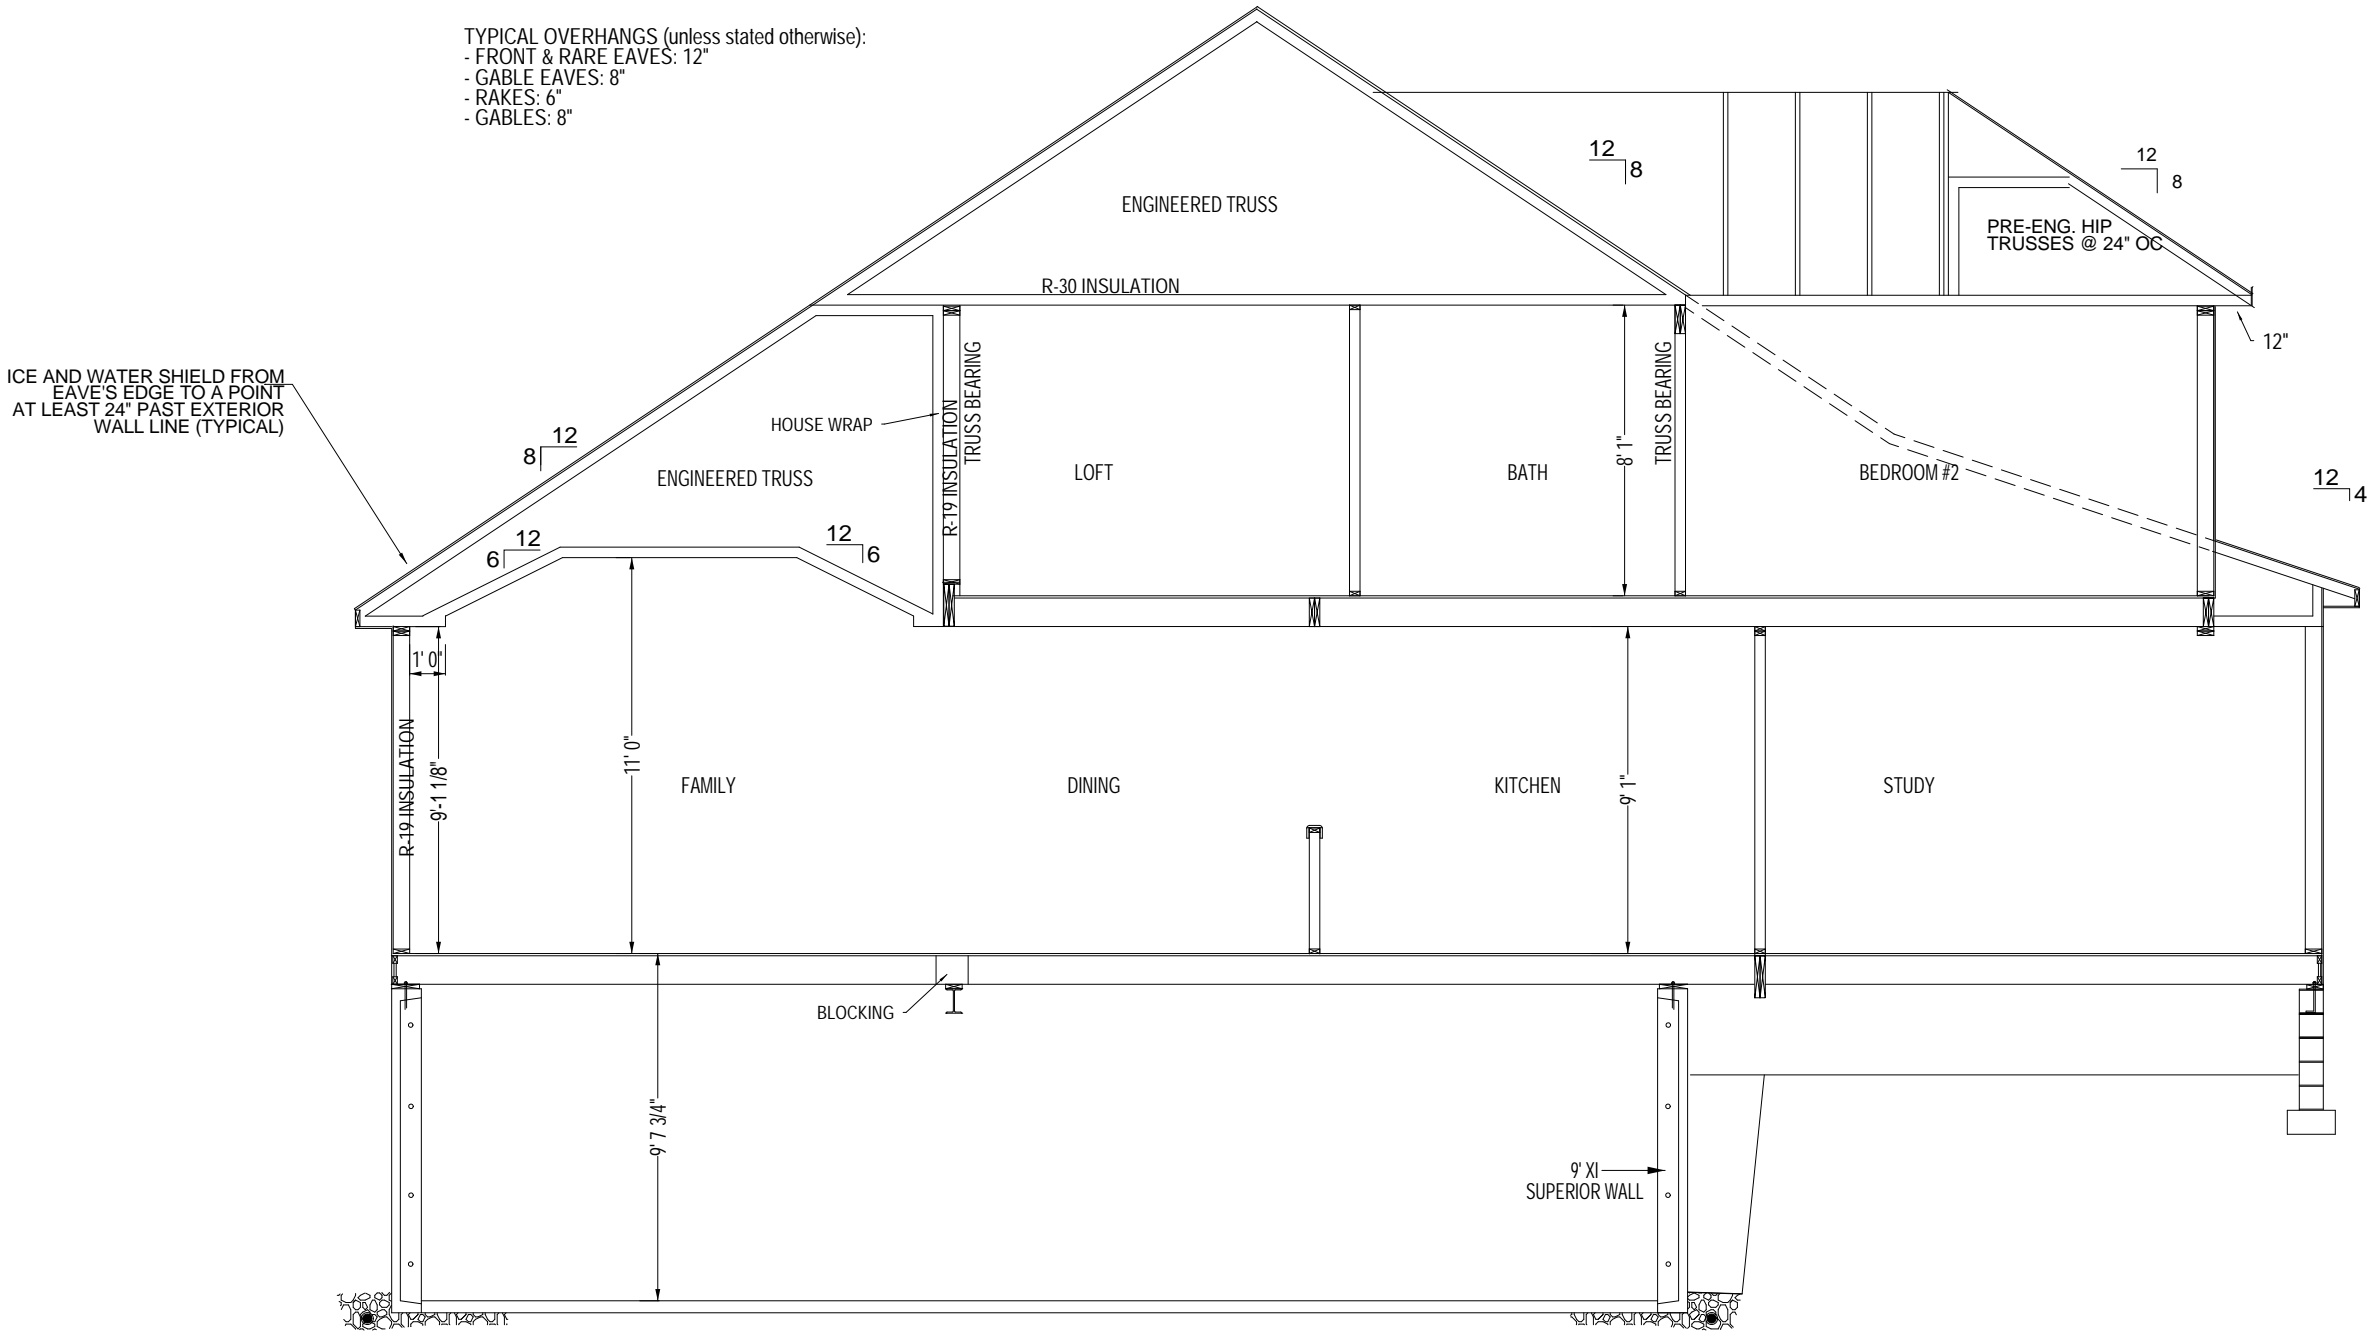 TYPICAL OVERHANGS (unless stated otherwise):
- FRONT & RARE EAVES: 12"
- GABLE EAVES: 8"
- RAKES: 6"
- GABLES: 8"
12
8
12
8
ENGINEERED TRUSS
PRE-ENG. HIP
TRUSSES @ 24" OC
R-30 INSULATION
12"
ICE AND WATER SHIELD FROM
EAVE'S EDGE TO A POINT
AT LEAST 24" PAST EXTERIOR
WALL LINE (TYPICAL)
12
8
HOUSE WRAP
R-19 INSULATION
TRUSS BEARING
TRUSS BEARING
8' 1"
ENGINEERED TRUSS
LOFT
BATH
BEDROOM #2
12
4
12
6
12
6
1' 0"
R-19 INSULATION
9'-1 1/8"
11' 0"
FAMILY
DINING
KITCHEN
9' 1"
STUDY
BLOCKING
9' 7 3/4"
9' XI
SUPERIOR WALL